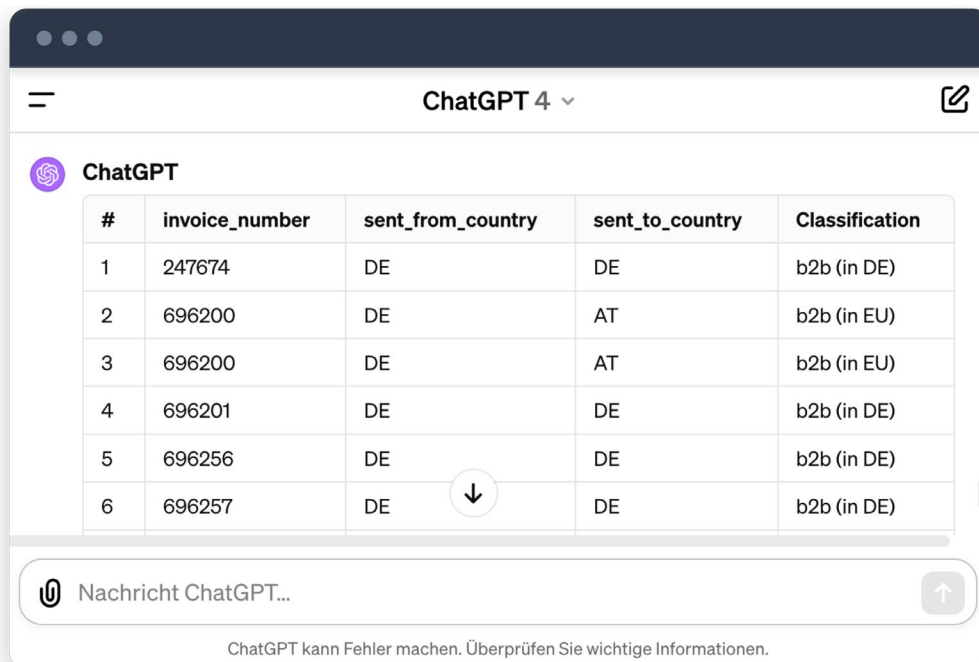 ChatGPT 4
ChatGPT
# invoice_number sent_from_country sent_to_country Classification
1 247674 DE DE b2b (in DE)
2 696200 DE AT b2b (in EU)
3 696200 DE AT b2b (in EU)
4 696201 DE DE b2b (in DE)
5 696256 DE DE b2b (in DE)
6 696257 DE DE b2b (in DE)
Nachricht ChatGPT...
ChatGPT kann Fehler machen. Überprüfen Sie wichtige Informationen.